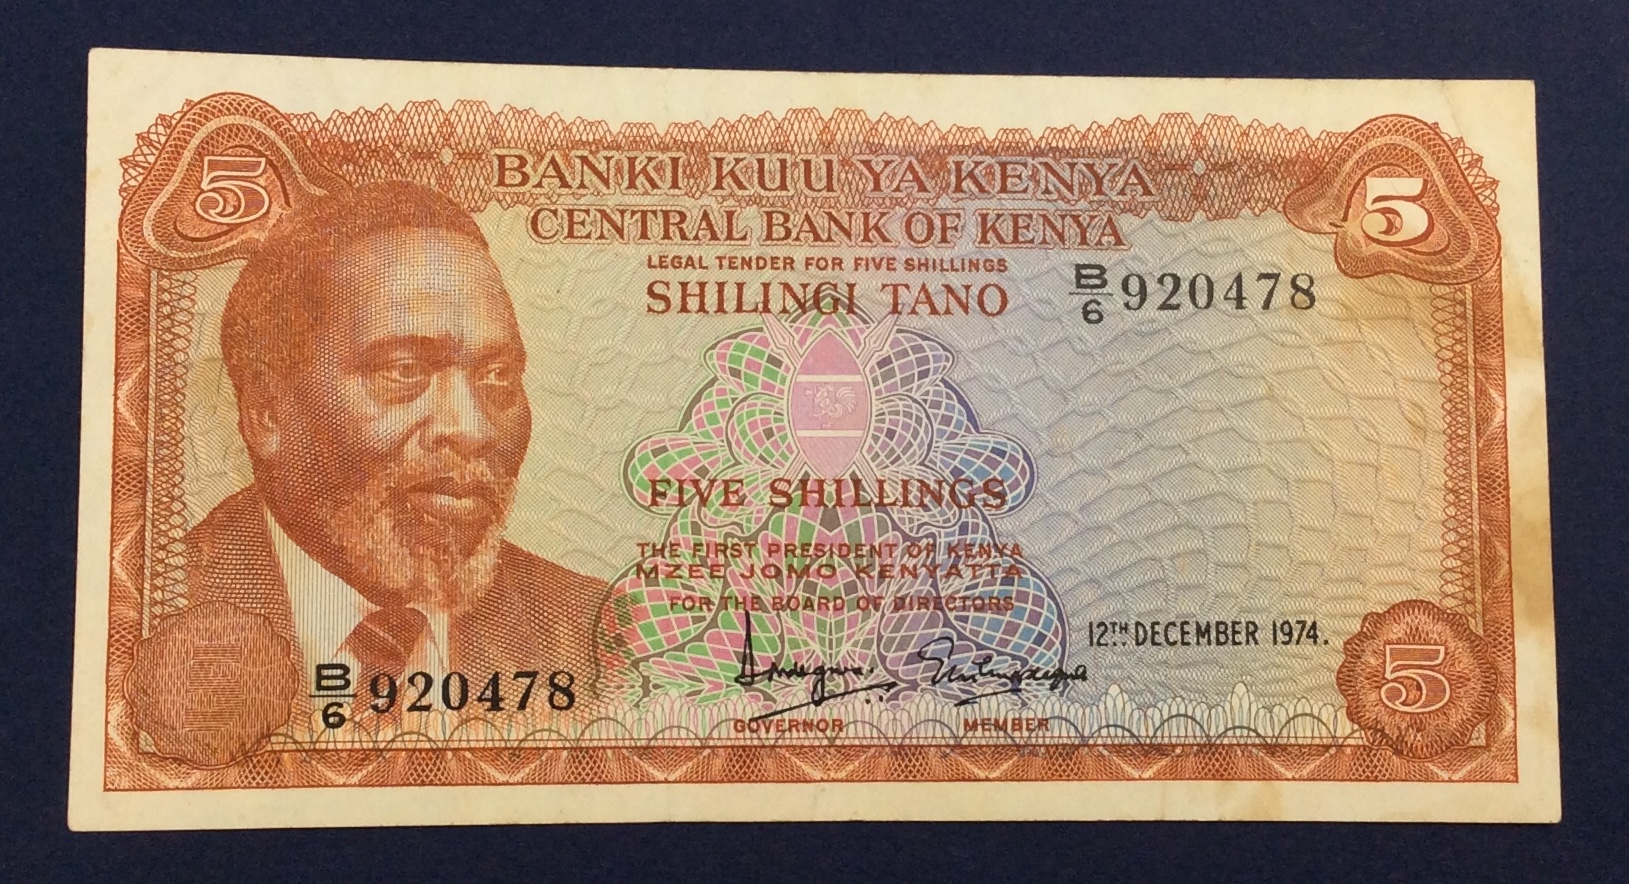 5
5
BANKI KUU YA KENYA
CENTRAL BANK OF KENYA
LEGAL TENDER FOR FIVE SHILLINGS
SHILINGI TANO
B/6 920478
FIVE SHILLINGS
THE FIRST PRESIDENT OF KENYA
MZEE JOMO KENYATTA
FOR THE BOARD OF DIRECTORS
12TH DECEMBER 1974.
B/6 920478
GOVERNOR
MEMBER
5